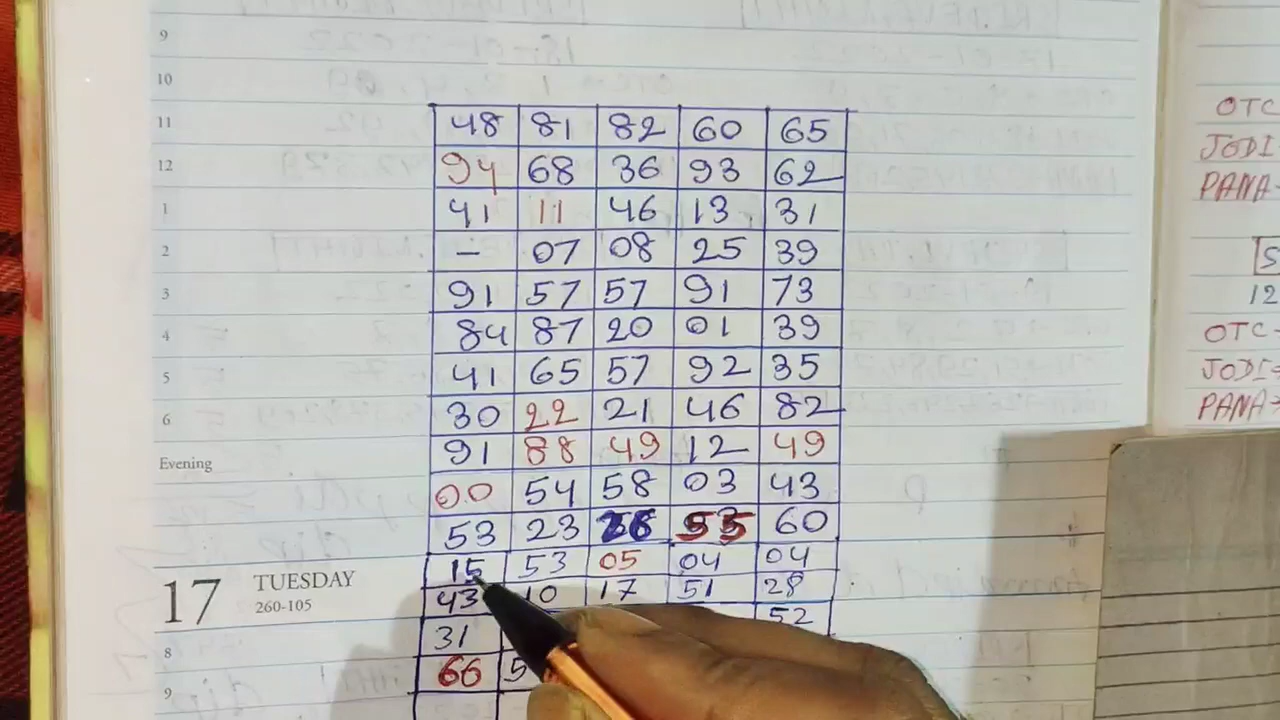 9
10
11 48 81 82 60 65
12 94 68 36 93 62
1 41 11 46 13 31
2 – 07 08 25 39
3 91 57 57 91 73
4 84 87 20 01 39
5 41 65 57 92 35
6 30 22 21 46 82
Evening 91 88 49 12 49
00 54 58 03 43
53 23 60
15 53 05 04 04
43 10 17 51 28
52
31
66
17 TUESDAY
260-105
8
9
OTC
JODI
PANA
S
12
OTC
JODI
PANA